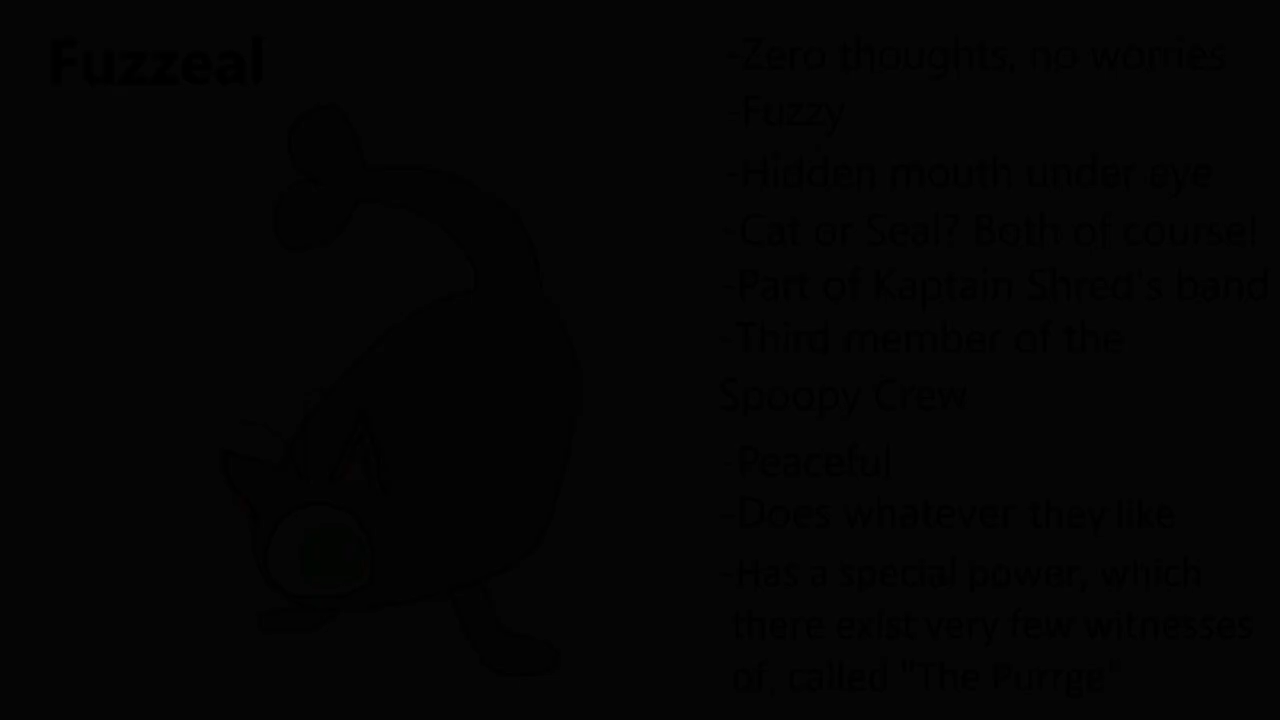 Fuzzeal
-Zero thoughts, no worries
-Fuzzy
-Hidden mouth under eye
-Cat or Seal? Both of course!
-Part of Kaptain Shred's band
-Third member of the
Spoopy Crew
Peaceful
-Does whatever they like
-Has a special power, which
there exist very few witnesses
of, called "The Purrge"